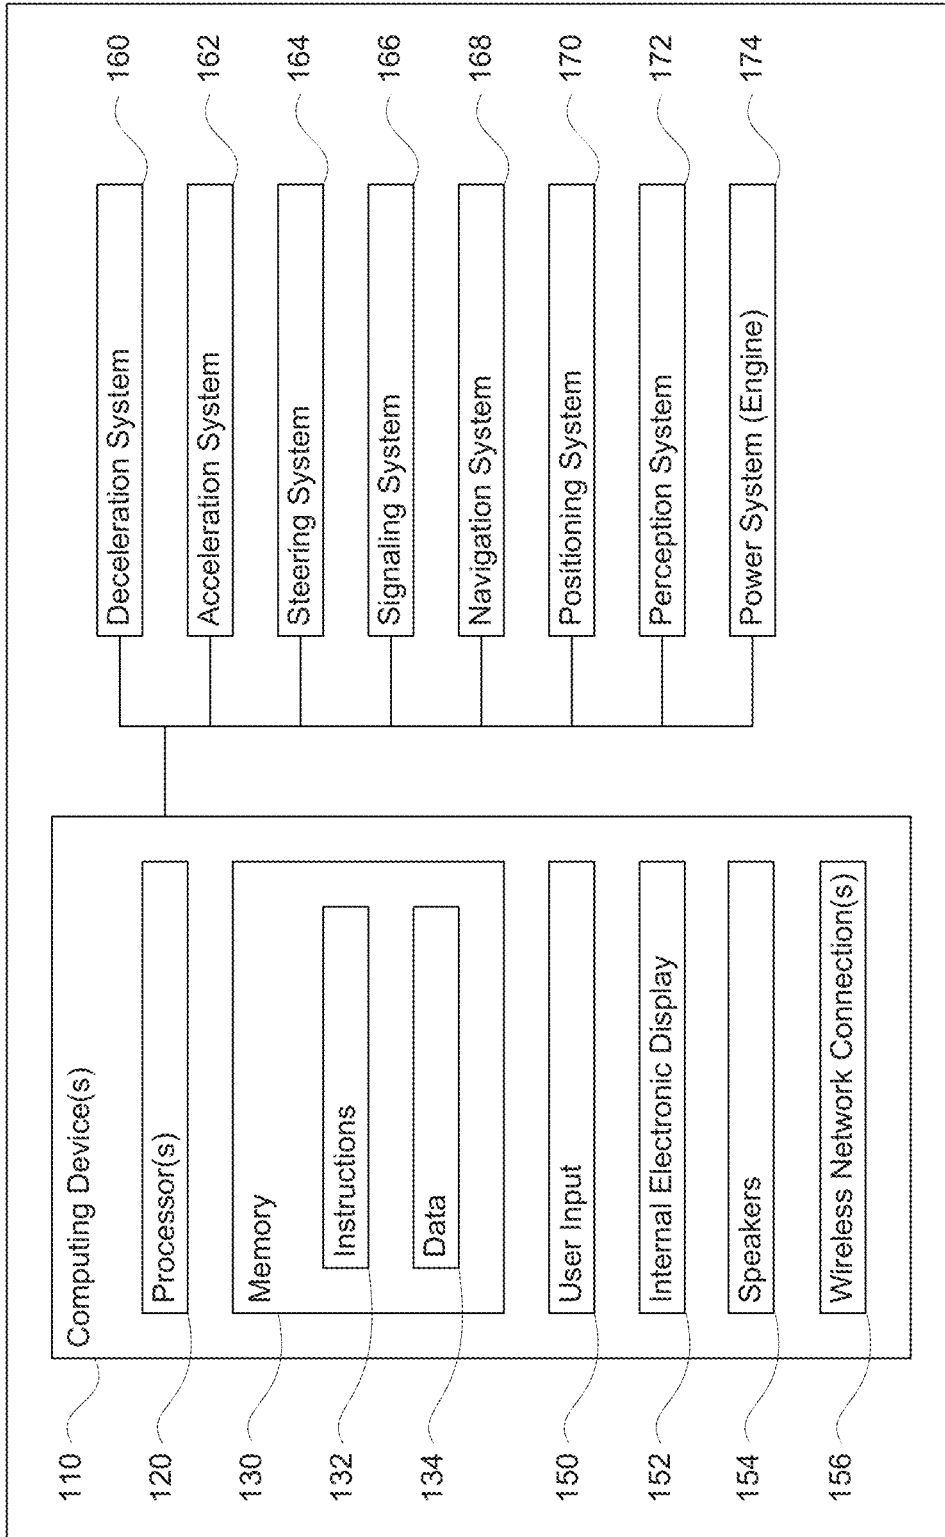 110
Computing Device(s)
120
Processor(s)
130
Memory
132
Instructions
134
Data
150
User Input
152
Internal Electronic Display
154
Speakers
156
Wireless Network Connection(s)
Deceleration System
160
Acceleration System
162
Steering System
164
Signaling System
166
Navigation System
168
Positioning System
170
Perception System
172
Power System (Engine)
174